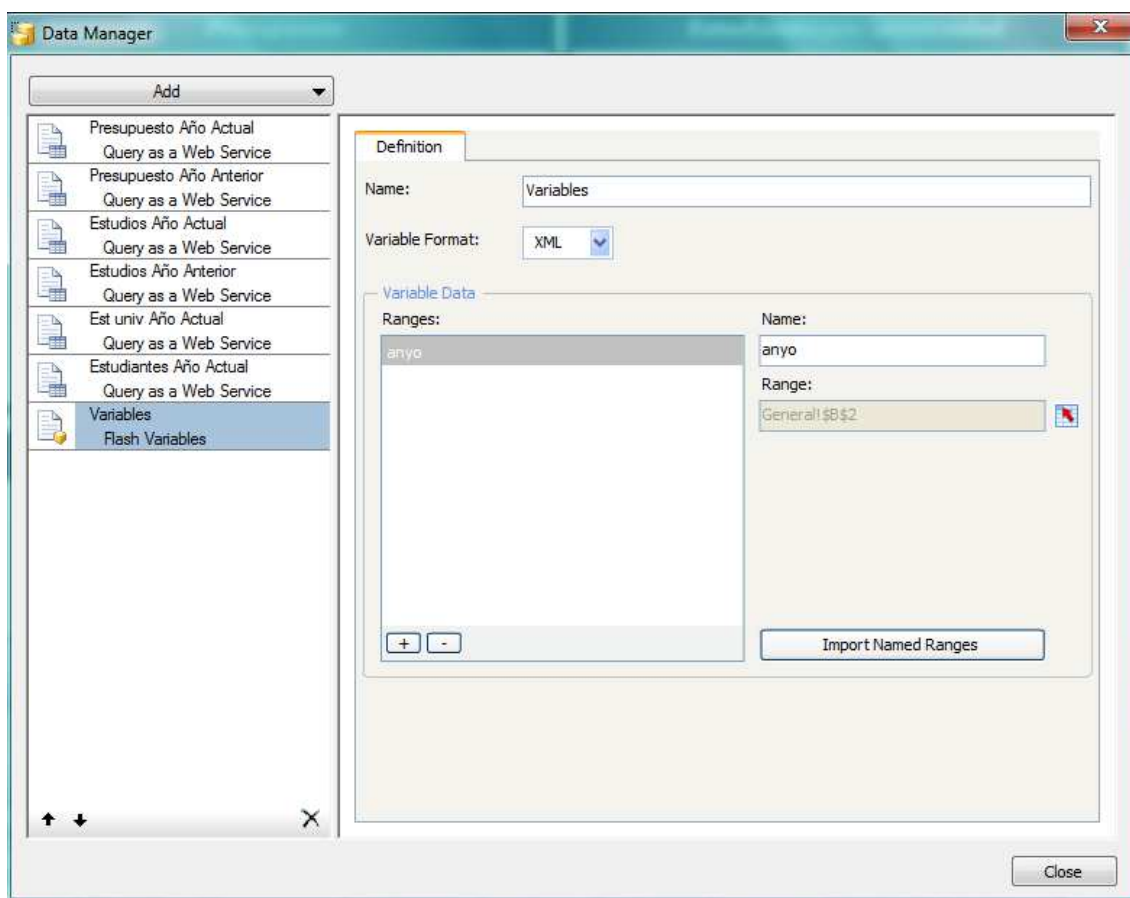 Data Manager
Add
Presupuesto Año Actual
Query as a Web Service
Presupuesto Año Anterior
Query as a Web Service
Estudios Año Actual
Query as a Web Service
Estudios Año Anterior
Query as a Web Service
Est univ Año Actual
Query as a Web Service
Estudiantes Año Actual
Query as a Web Service
Variables
Flash Variables
Definition
Name: Variables
Variable Format: XML
Variable Data
Ranges:
anyo
+ -
Name:
anyo
Range:
General!$B$2
Import Named Ranges
Close